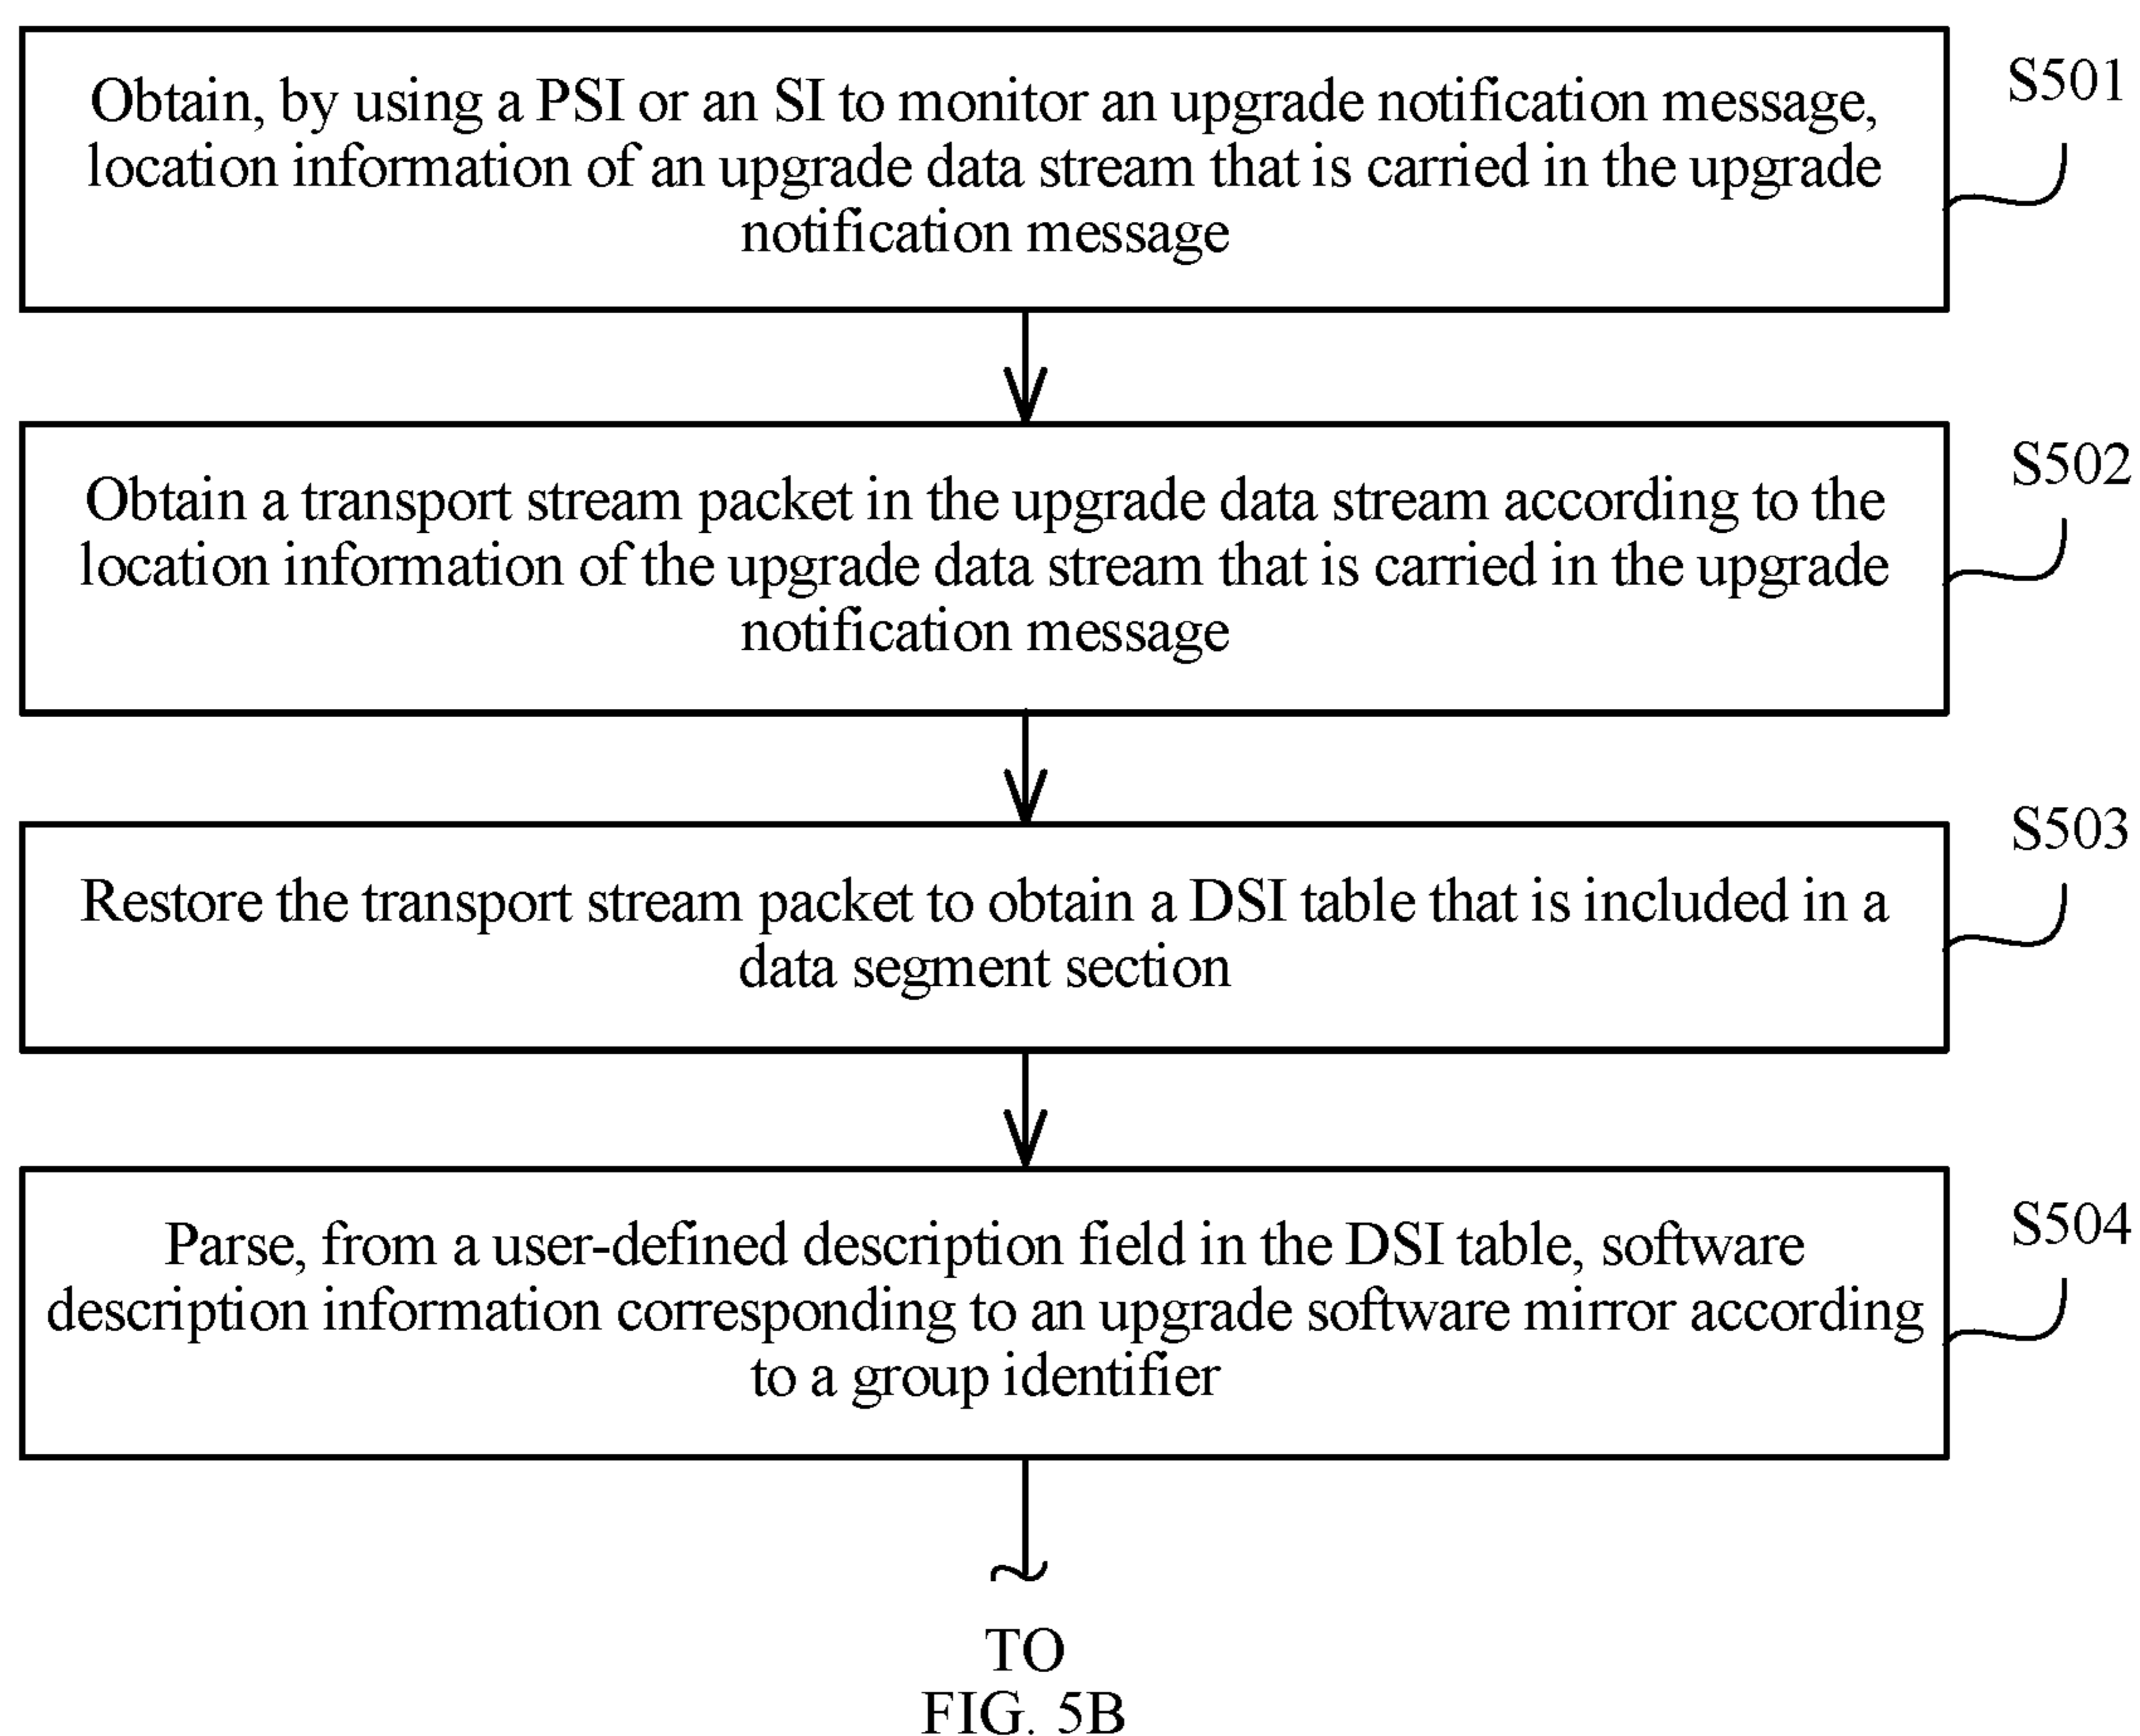 Obtain, by using a PSI or an SI to monitor an upgrade notification message,
location information of an upgrade data stream that is carried in the upgrade
notification message
S501
Obtain a transport stream packet in the upgrade data stream according to the
location information of the upgrade data stream that is carried in the upgrade
notification message
S502
Restore the transport stream packet to obtain a DSI table that is included in a
data segment section
S503
Parse, from a user-defined description field in the DSI table, software
description information corresponding to an upgrade software mirror according
to a group identifier
S504
TO
FIG. 5B